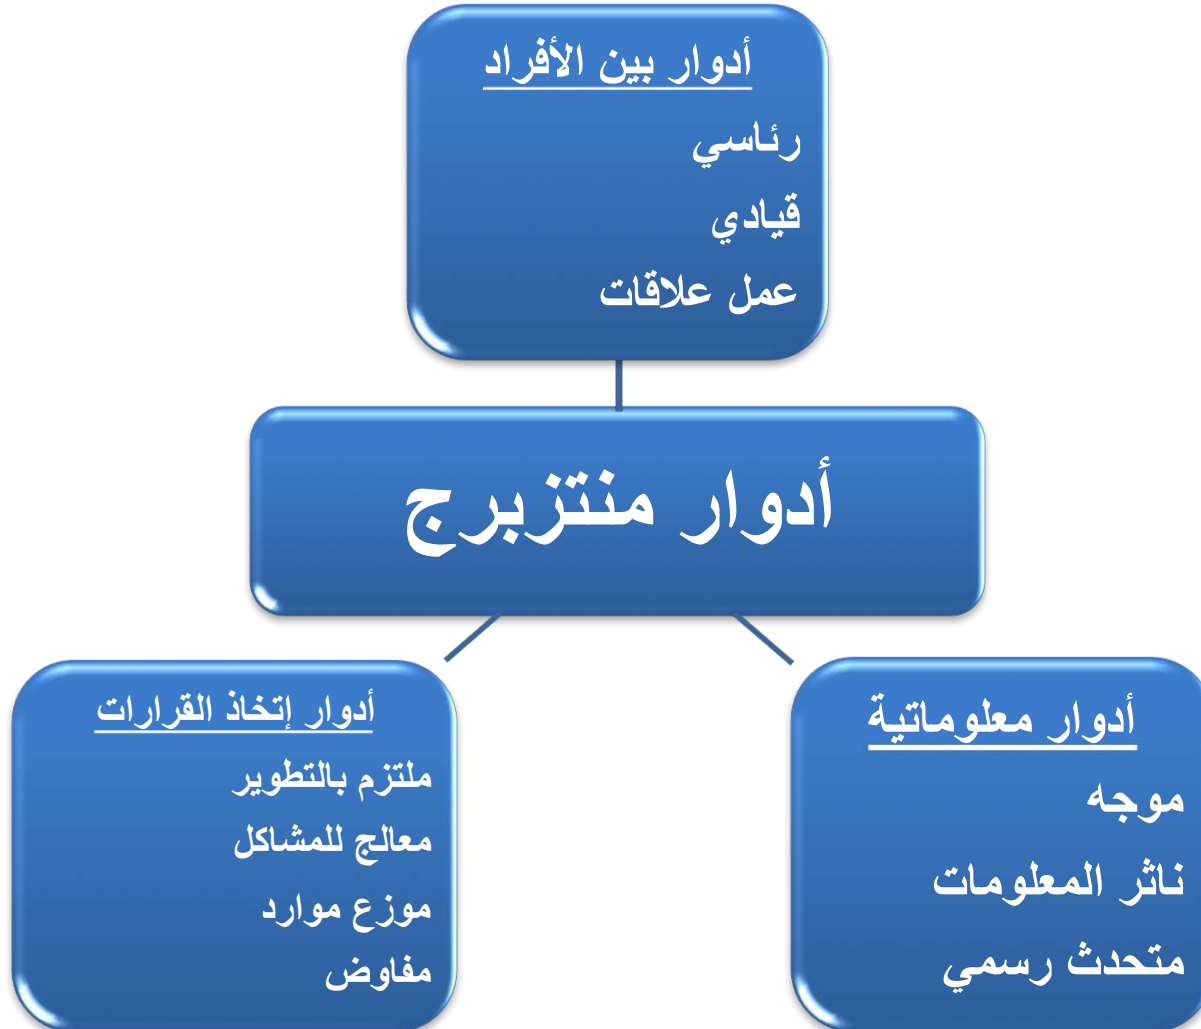 أدوار بين الأفراد
رئاسي
قيادي
عمل علاقات
أدوار منتزبرج
أدوار معلوماتية
موجه
ناثر المعلومات
متحدث رسمي
أدوار إتخاذ القرارات
ملتزم بالتطوير
معالج للمشاكل
موزع موارد
مفاوض